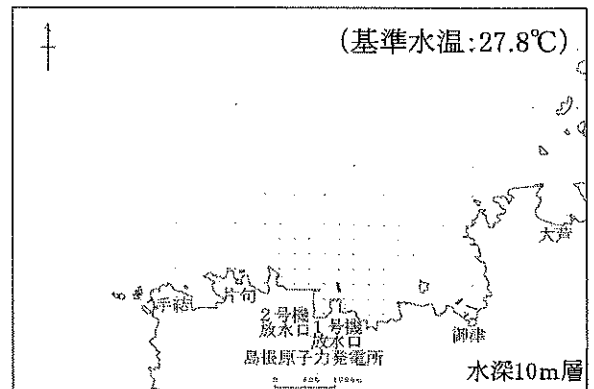 (基準水温:27.8℃)
大芦
手結
片句
2号機
放水口
1号機
放水口
御津
島根原子力発電所
水深10m層